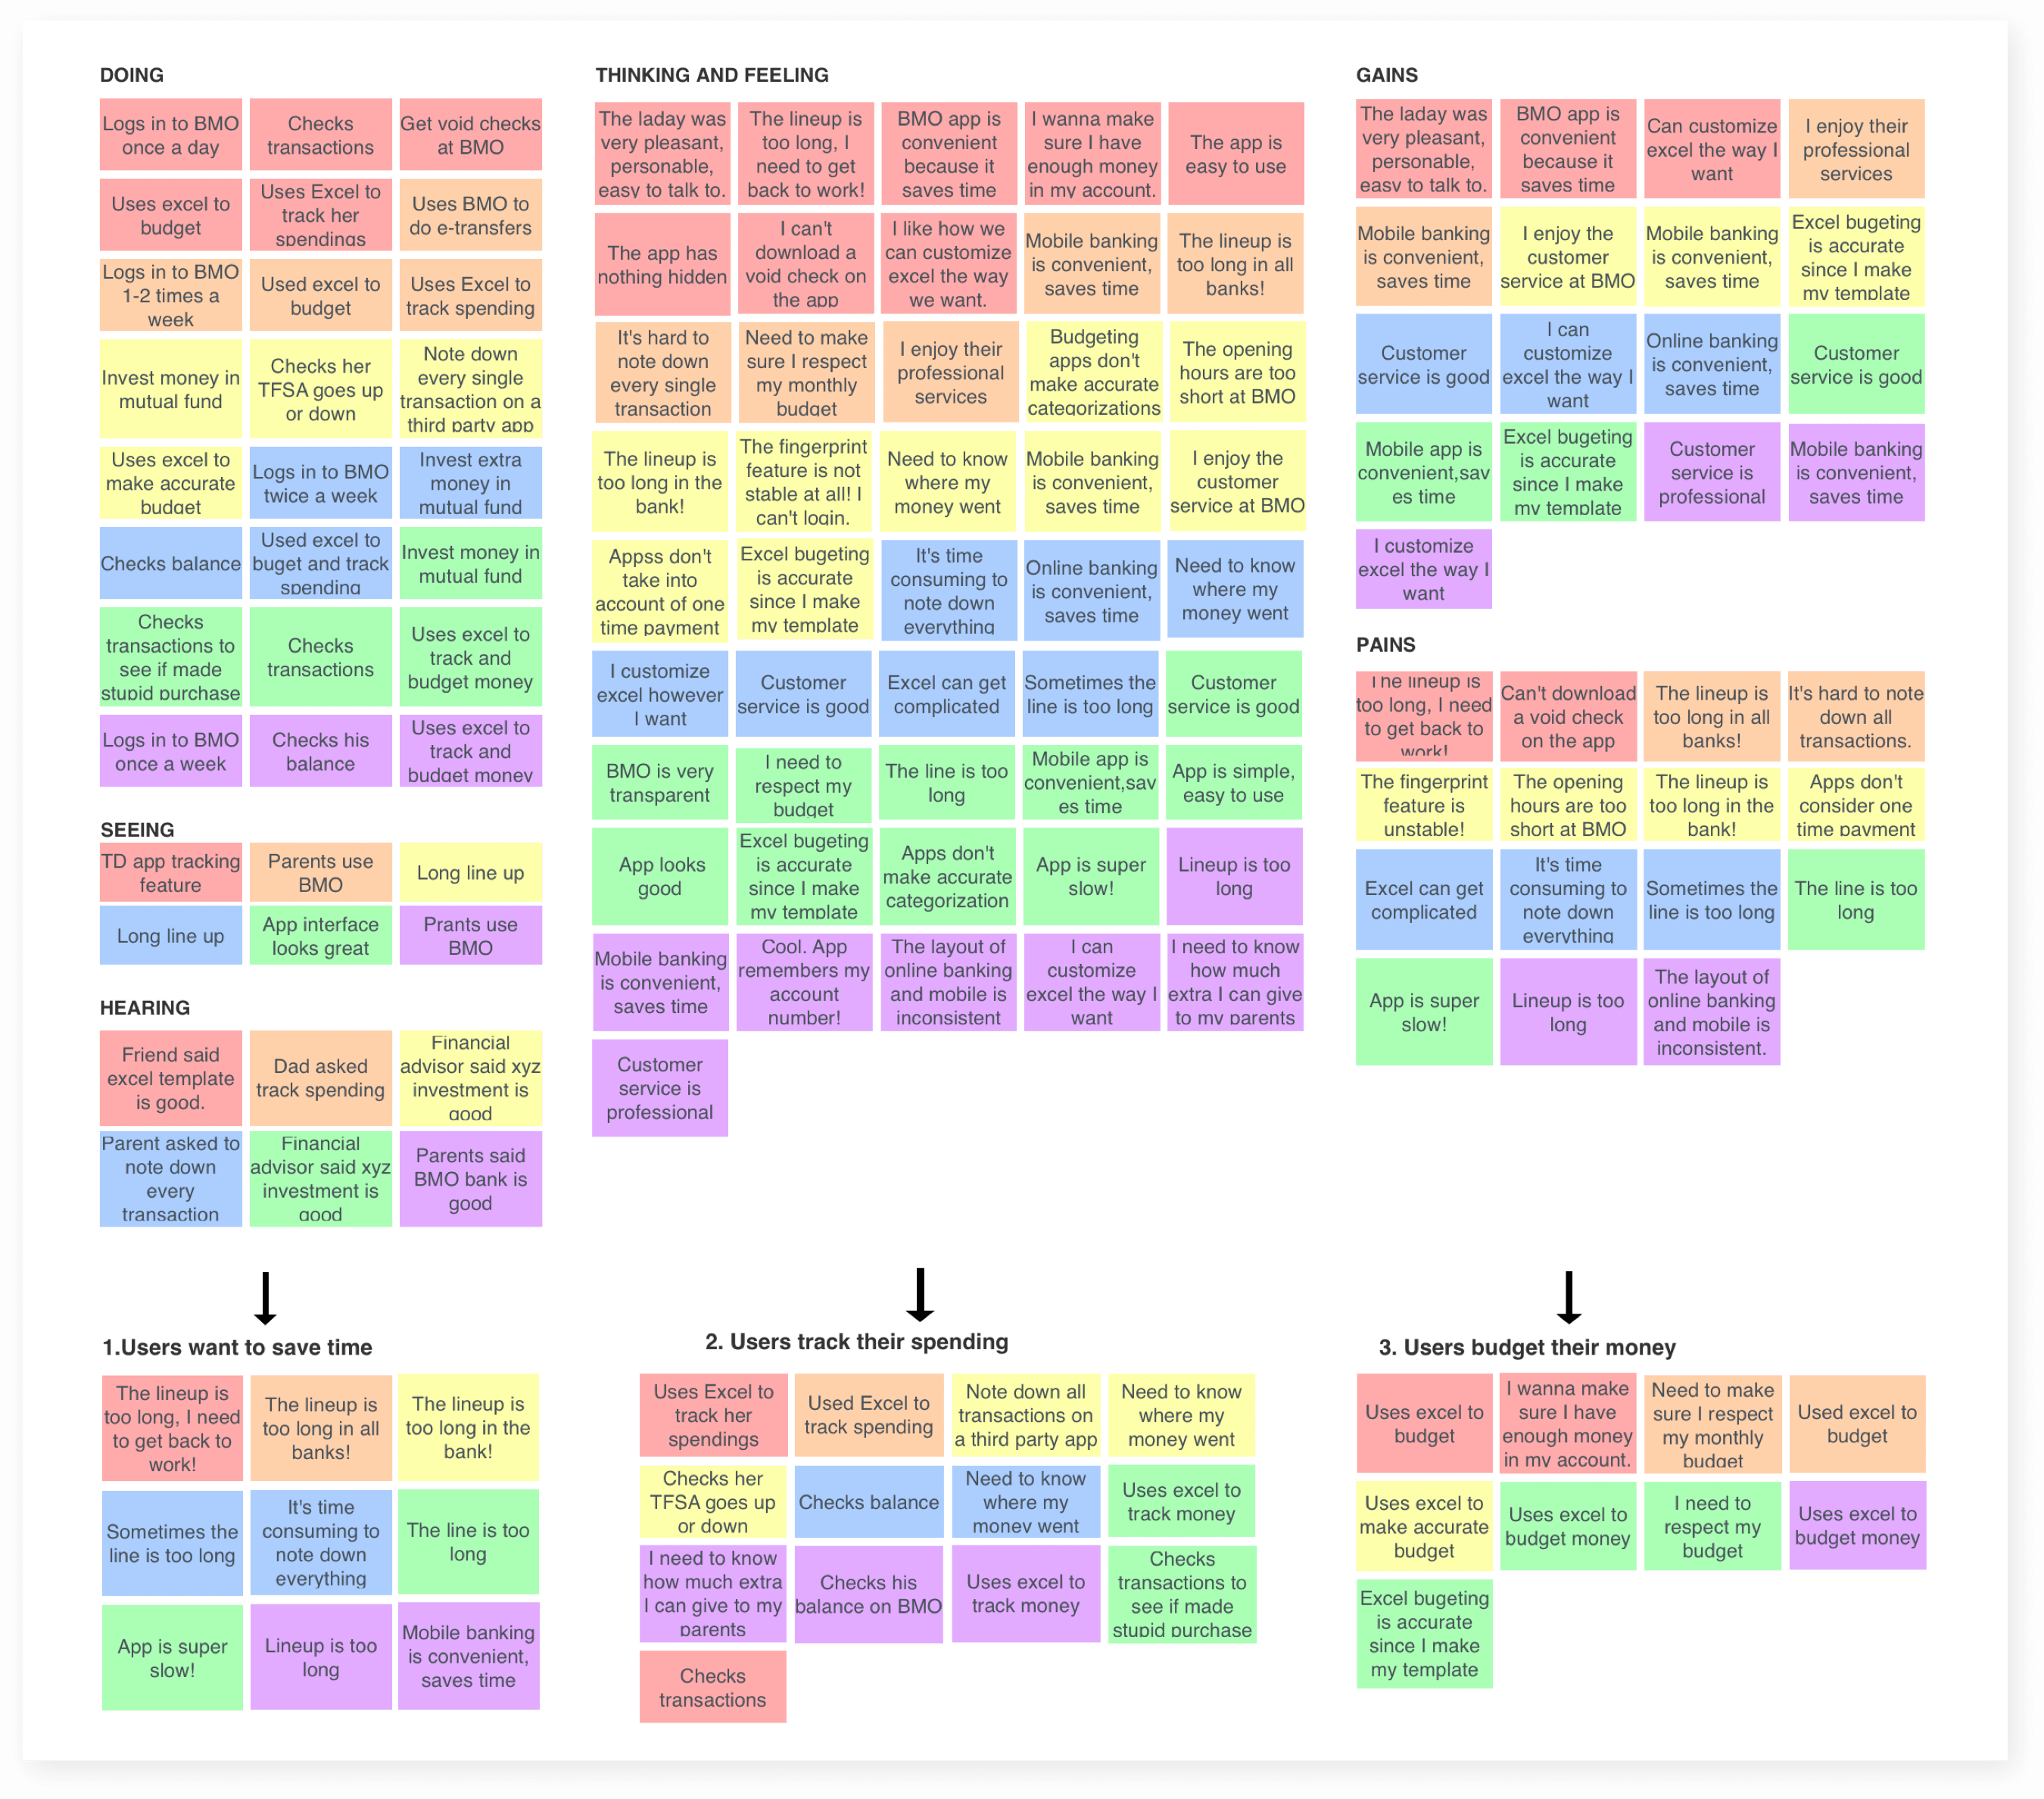 DOING
Logs in to BMO
once a day
Checks
transactions
Get void checks
at BMO
Uses excel to
budget
Uses Excel to
track her
spendings
Uses BMO to
do e-transfers
Logs in to BMO
1-2 times a
week
Used excel to
budget
Uses Excel to
track spending
Invest money in
mutual fund
Checks her
TFSA goes up
or down
Note down
every single
transaction on a
third party app
Uses excel to
make accurate
budget
Logs in to BMO
twice a week
Invest extra
money in
mutual fund
Checks balance
Used excel to
buget and track
spending
Invest money in
mutual fund
Checks
transactions to
see if made
stupid purchase
Checks
transactions
Uses excel to
track and
budget money
Logs in to BMO
once a week
Checks his
balance
Uses excel to
track and
budget money
SEEING
TD app tracking
feature
Parents use
BMO
Long line up
Long line up
App interface
looks great
Prants use
BMO
HEARING
Friend said
excel template
is good.
Dad asked
track spending
Financial
advisor said xyz
investment is
good
Parent asked to
note down
every
transaction
Financial
advisor said xyz
investment is
good
Parents said
BMO bank is
good
THINKING AND FEELING
The laday was
very pleasant,
personable,
easy to talk to.
The lineup is
too long, I
need to get
back to work!
BMO app is
convenient
because it
saves time
I wanna make
sure I have
enough money
in my account.
The app is
easy to use
The app has
nothing hidden
I can't
download a
void check on
the app
I like how we
can customize
excel the way
we want.
Mobile banking
is convenient,
saves time
The lineup is
too long in all
banks!
It's hard to
note down
every single
transaction
Need to make
sure I respect
my monthly
budget
I enjoy their
professional
services
Budgeting
apps don't
make accurate
categorizations
The opening
hours are too
short at BMO
The lineup is
too long in the
bank!
The fingerprint
feature is not
stable at all! I
can't login.
Need to know
where my
money went
Mobile banking
is convenient,
saves time
I enjoy the
customer
service at BMO
Appss don't
take into
account of one
time payment
Excel bugeting
is accurate
since I make
my template
It's time
consuming to
note down
everything
Online banking
is convenient,
saves time
Need to know
where my
money went
I customize
excel however
I want
Customer
service is good
Excel can get
complicated
Sometimes the
line is too long
Customer
service is good
BMO is very
transparent
I need to
respect my
budget
The line is too
long
Mobile app is
convenient,sav
es time
App is simple,
easy to use
App looks
good
Excel bugeting
is accurate
since I make
my template
Apps don't
make accurate
categorization
App is super
slow!
Lineup is too
long
Mobile banking
is convenient,
saves time
Cool. App
remembers my
account
number!
The layout of
online banking
and mobile is
inconsistent
I can
customize
excel the way I
want
I need to know
how much
extra I can give
to my parents
Customer
service is
professional
GAINS
The laday was
very pleasant,
personable,
easy to talk to.
BMO app is
convenient
because it
saves time
Can customize
excel the way I
want
I enjoy their
professional
services
Mobile banking
is convenient,
saves time
I enjoy the
customer
service at BMO
Mobile banking
is convenient,
saves time
Excel bugeting
is accurate
since I make
my template
Customer
service is good
I can
customize
excel the way I
want
Online banking
is convenient,
saves time
Customer
service is good
Mobile app is
convenient,sav
es time
Excel bugeting
is accurate
since I make
my template
Customer
service is
professional
Mobile banking
is convenient,
saves time
I customize
excel the way I
want
PAINS
The lineup is
too long, I need
to get back to
work!
Can't download
a void check
on the app
The lineup is
too long in all
banks!
It's hard to note
down all
transactions.
The fingerprint
feature is
unstable!
The opening
hours are too
short at BMO
The lineup is
too long in the
bank!
Apps don't
consider one
time payment
Excel can get
complicated
It's time
consuming to
note down
everything
Sometimes the
line is too long
The line is too
long
App is super
slow!
Lineup is too
long
The layout of
online banking
and mobile is
inconsistent.
1.Users want to save time
The lineup is
too long, I need
to get back to
work!
The lineup is
too long in all
banks!
The lineup is
too long in the
bank!
Sometimes the
line is too long
It's time
consuming to
note down
everything
The line is too
long
App is super
slow!
Lineup is too
long
Mobile banking
is convenient,
saves time
2. Users track their spending
Uses Excel to
track her
spendings
Used Excel to
track spending
Note down all
transactions on
a third party app
Need to know
where my
money went
Checks her
TFSA goes up
or down
Checks balance
Need to know
where my
money went
Uses excel to
track money
I need to know
how much extra
I can give to my
parents
Checks his
balance on BMO
Uses excel to
track money
Checks
transactions to
see if made
stupid purchase
Checks
transactions
3. Users budget their money
Uses excel to
budget
I wanna make
sure I have
enough money
in my account.
Need to make
sure I respect
my monthly
budget
Used excel to
budget
Uses excel to
make accurate
budget
Uses excel to
budget money
I need to
respect my
budget
Uses excel to
budget money
Excel bugeting
is accurate
since I make
my template